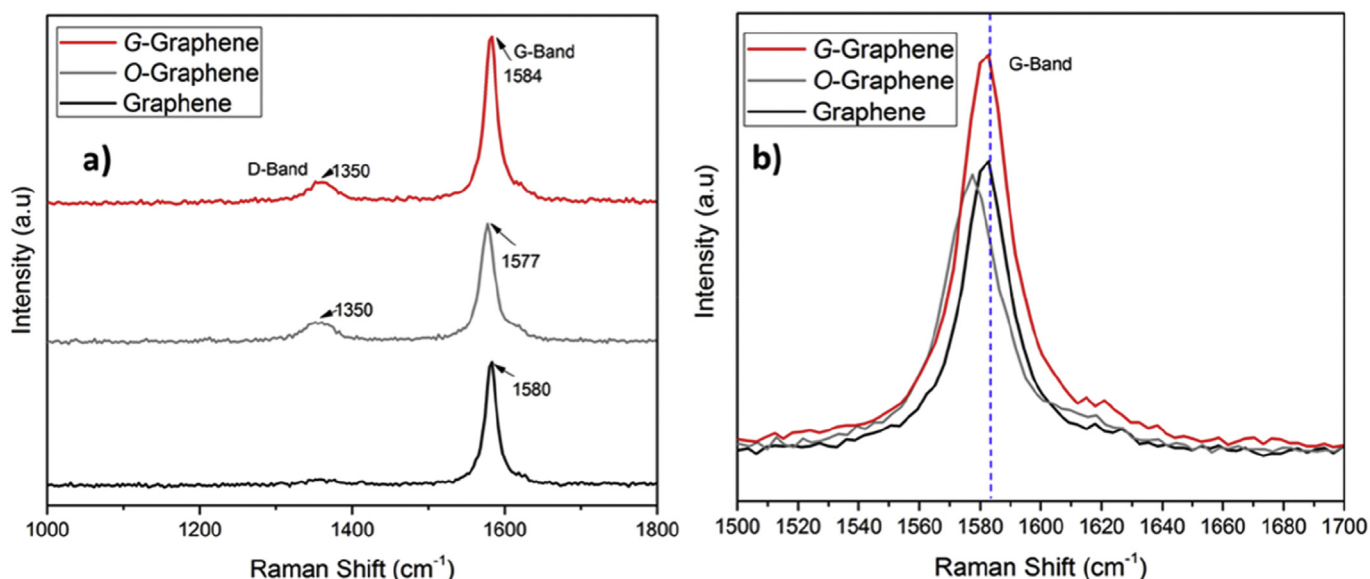 G-Graphene
O-Graphene
Graphene
a)
G-Band
1584
D-Band
1350
1577
1350
1580
Intensity (a.u)
1000
1200
1400
1600
1800
Raman Shift (cm⁻¹)
G-Graphene
O-Graphene
Graphene
b)
G-Band
Intensity (a.u)
1500
1520
1540
1560
1580
1600
1620
1640
1660
1680
1700
Raman Shift (cm⁻¹)